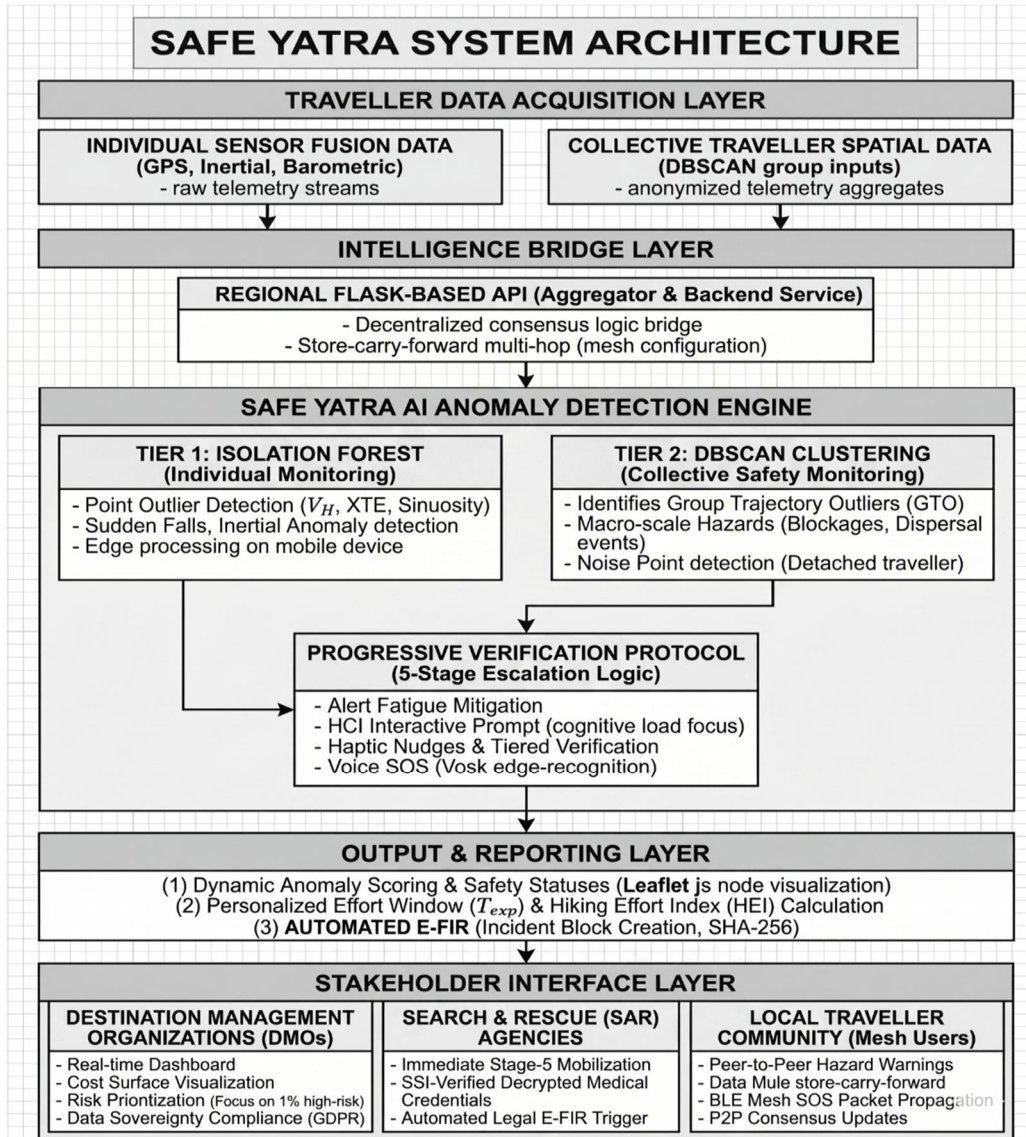 SAFE YATRA SYSTEM ARCHITECTURE
TRAVELLER DATA ACQUISITION LAYER
INDIVIDUAL SENSOR FUSION DATA
(GPS, Inertial, Barometric)
- raw telemetry streams
COLLECTIVE TRAVELLER SPATIAL DATA
(DBSCAN group inputs)
- anonymized telemetry aggregates
INTELLIGENCE BRIDGE LAYER
REGIONAL FLASK-BASED API (Aggregator & Backend Service)
- Decentralized consensus logic bridge
- Store-carry-forward multi-hop (mesh configuration)
SAFE YATRA AI ANOMALY DETECTION ENGINE
TIER 1: ISOLATION FOREST
(Individual Monitoring)
- Point Outlier Detection (V_H, XTE, Sinuosity)
- Sudden Falls, Inertial Anomaly detection
- Edge processing on mobile device
TIER 2: DBSCAN CLUSTERING
(Collective Safety Monitoring)
- Identifies Group Trajectory Outliers (GTO)
- Macro-scale Hazards (Blockages, Dispersal
events)
- Noise Point detection (Detached traveller)
PROGRESSIVE VERIFICATION PROTOCOL
(5-Stage Escalation Logic)
- Alert Fatigue Mitigation
- HCI Interactive Prompt (cognitive load focus)
- Haptic Nudges & Tiered Verification
- Voice SOS (Vosk edge-recognition)
OUTPUT & REPORTING LAYER
(1) Dynamic Anomaly Scoring & Safety Statuses (Leaflet js node visualization)
(2) Personalized Effort Window (T_exp) & Hiking Effort Index (HEI) Calculation
(3) AUTOMATED E-FIR (Incident Block Creation, SHA-256)
STAKEHOLDER INTERFACE LAYER
DESTINATION MANAGEMENT
ORGANIZATIONS (DMOs)
- Real-time Dashboard
- Cost Surface Visualization
- Risk Priontization (Focus on 1% high-risk)
- Data Sovereignty Compliance (GDPR)
SEARCH & RESCUE (SAR)
AGENCIES
- Immediate Stage-5 Mobilization
- SSI-Verified Decrypted Medical
Credentials
- Automated Legal E-FIR Trigger
LOCAL TRAVELLER
COMMUNITY (Mesh Users)
- Peer-to-Peer Hazard Warnings
- Data Mule store-carry-forward
- BLE Mesh SOS Packet Propagation
- P2P Consensus Updates